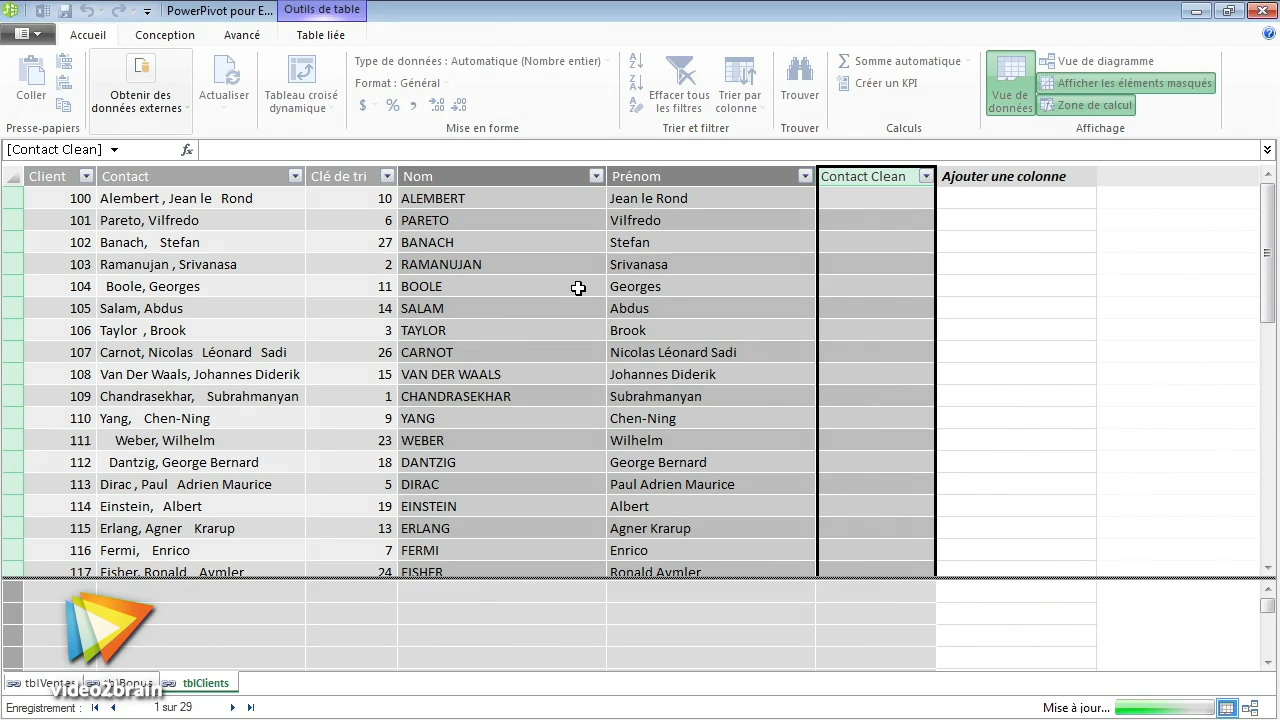 PowerPivot pour E...
Outils de table
Accueil
Conception
Avancé
Table liée
Coller
Presse-papiers
Obtenir des
données externes
Actualiser
Tableau croisé
dynamique
Type de données : Automatique (Nombre entier)
Format : Général
$ % , 
Mise en forme
Effacer tous
les filtres
Trier par
colonne
Trier et filtrer
Trouver
Trouver
Somme automatique
Créer un KPI
Calculs
Vue de
données
Vue de diagramme
Afficher les éléments masqués
Zone de calcul
Affichage
[Contact Clean] fx
Client Contact Clé de tri Nom Prénom Contact Clean Ajouter une colonne
100 Alembert , Jean le   Rond 10 ALEMBERT Jean le Rond
101 Pareto, Vilfredo 6 PARETO Vilfredo
102 Banach,   Stefan 27 BANACH Stefan
103 Ramanujan , Srivanasa 2 RAMANUJAN Srivanasa
104 Boole, Georges 11 BOOLE Georges
105 Salam, Abdus 14 SALAM Abdus
106 Taylor  , Brook 3 TAYLOR Brook
107 Carnot, Nicolas   Léonard   Sadi 26 CARNOT Nicolas Léonard Sadi
108 Van Der Waals, Johannes Diderik 15 VAN DER WAALS Johannes Diderik
109 Chandrasekhar,   Subrahmanyan 1 CHANDRASEKHAR Subrahmanyan
110 Yang,   Chen-Ning 9 YANG Chen-Ning
111 Weber, Wilhelm 23 WEBER Wilhelm
112 Dantzig, George Bernard 18 DANTZIG George Bernard
113 Dirac , Paul   Adrien Maurice 5 DIRAC Paul Adrien Maurice
114 Einstein,   Albert 19 EINSTEIN Albert
115 Erlang, Agner   Krarup 13 ERLANG Agner Krarup
116 Fermi,   Enrico 7 FERMI Enrico
117 Fisher, Ronald   Aymler 24 FISHER Ronald Aymler
tblVentes tblBonus tblClients
video2brain
Enregistrement : 1 sur 29
Mise à jour...